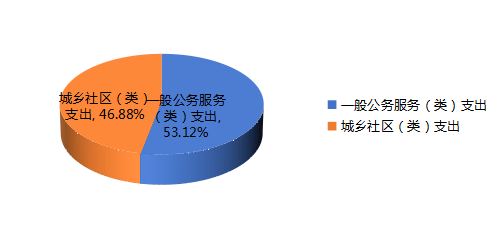 城乡社区（类）
支出, 46.88%
一般公务服务
（类）支出,
53.12%
一般公务服务（类）支出
城乡社区（类）支出